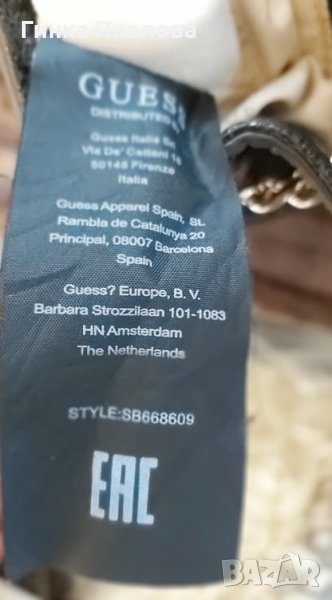 Гинка Павлова
GUESS
DISTRIBUTED BY
Guess Italia Srl
Via De' Cattani 18
50145 Firenze
Italia
Guess Apparel Spain, SL
Rambla de Catalunya 20
Principal, 08007 Barcelona
Spain
Guess? Europe, B. V.
Barbara Strozzilaan 101-1083
HN Amsterdam
The Netherlands
STYLE:SB668609
EAC
BAZAR